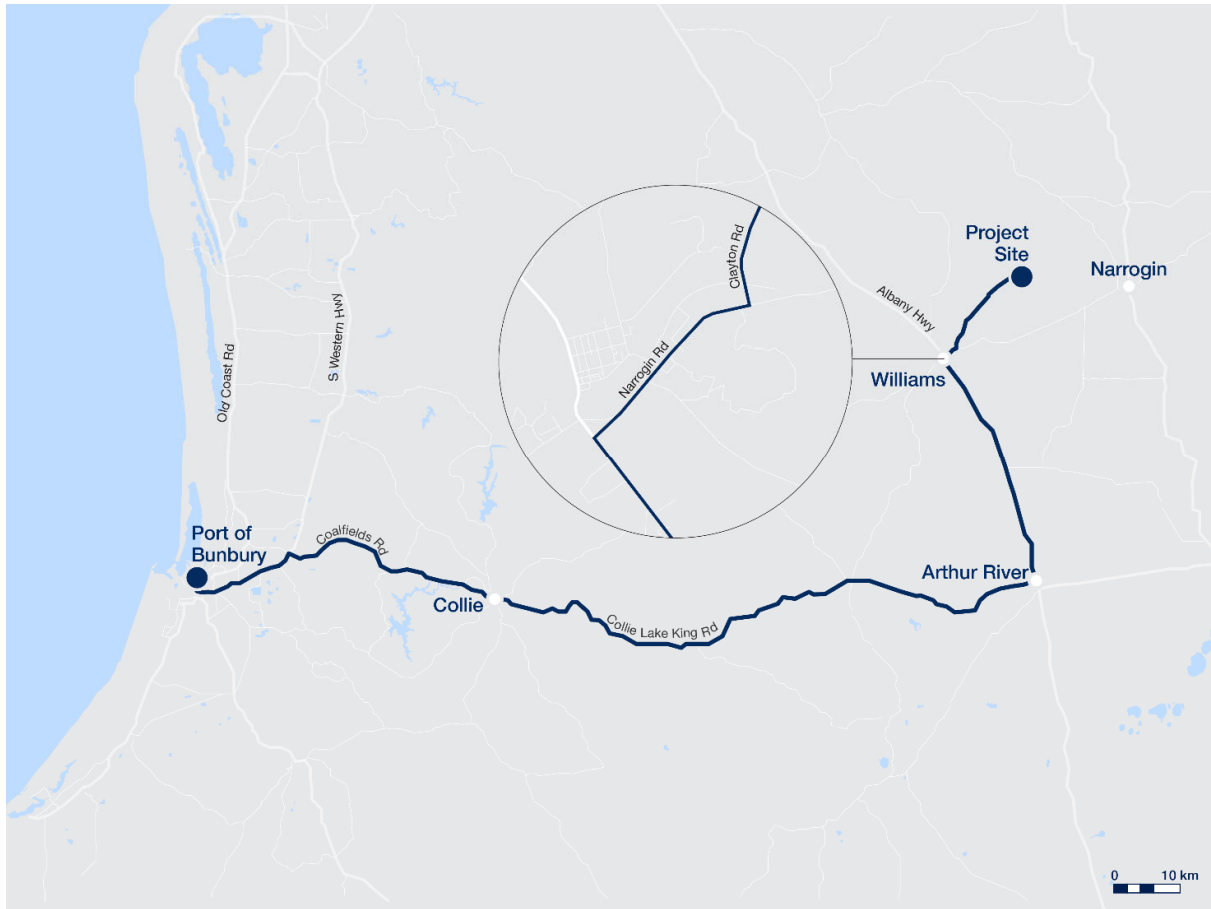 Project
Site
Narrogin
Clayton Rd
Albany Hwy
Old Coast Rd
S Western Hwy
Narrogin Rd
Williams
Port of
Bunbury
Coalfields Rd
Arthur River
Collie
Collie Lake King Rd
0 10 km